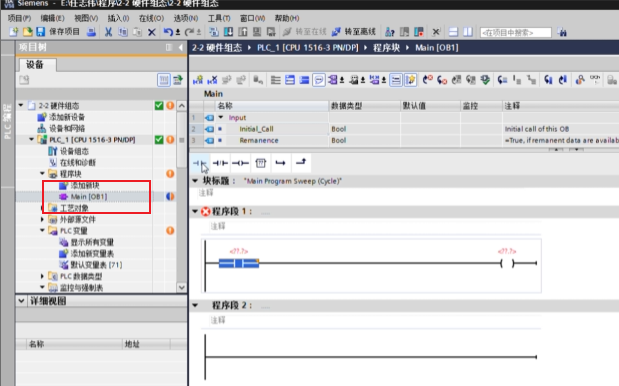 Siemens - E:\任志伟\程序\2-2 硬件组态\2-2 硬件组态
项目(P) 编辑(E) 视图(V) 插入(I) 在线(O) 选项(N) 工具(T) 窗口(W) 帮助(H)
保存项目
转至在线
转至离线
<在项目中搜索>
项目树
2-2 硬件组态 ▸ PLC_1 [CPU 1516-3 PN/DP] ▸ 程序块 ▸ Main [OB1]
设备
PLC 编程
2-2 硬件组态
添加新设备
设备和网络
PLC_1 [CPU 1516-3 PN/DP]
设备组态
在线和诊断
程序块
添加新块
Main [OB1]
工艺对象
外部源文件
PLC 变量
显示所有变量
添加新变量表
默认变量表 [71]
PLC 数据类型
监控与强制表
详细视图
名称 地址
Main
名称 数据类型 默认值 监控 注释
1 Input
2 Initial_Call Bool Initial call of this OB
3 Remanence Bool =True, if remanent data are availa
块标题： "Main Program Sweep (Cycle)"
注释
程序段 1： ....
注释
<??.?> <??.?>
程序段 2： ....
注释